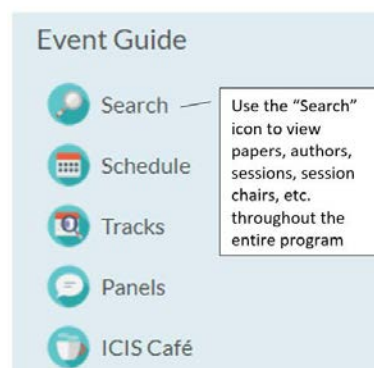 Event Guide
Search
Use the “Search”
icon to view
papers, authors,
sessions, session
chairs, etc.
throughout the
entire program
Schedule
Tracks
Panels
ICIS Café